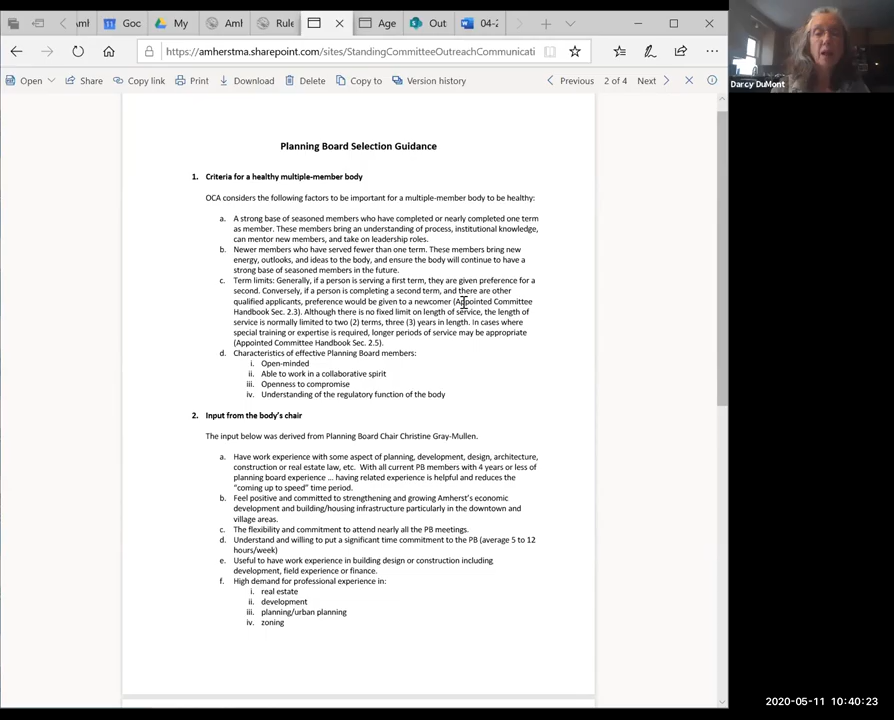 Amh
Goc
My
Amh
Rule
Age
Out
04-2
https://amherstma.sharepoint.com/sites/StandingCommitteeOutreachCommunicati
Open
Share
Copy link
Print
Download
Delete
Copy to
Version history
Previous
2 of 4
Next
Darcy DuMont
Planning Board Selection Guidance
1. Criteria for a healthy multiple-member body
OCA considers the following factors to be important for a multiple-member body to be healthy:
a. A strong base of seasoned members who have completed or nearly completed one term
as member. These members bring an understanding of process, institutional knowledge,
can mentor new members, and take on leadership roles.
b. Newer members who have served fewer than one term. These members bring new
energy, outlooks, and ideas to the body, and ensure the body will continue to have a
strong base of seasoned members in the future.
c. Term limits: Generally, if a person is serving a first term, they are given preference for a
second. Conversely, if a person is completing a second term, and there are other
qualified applicants, preference would be given to a newcomer (Appointed Committee
Handbook Sec. 2.3). Although there is no fixed limit on length of service, the length of
service is normally limited to two (2) terms, three (3) years in length. In cases where
special training or expertise is required, longer periods of service may be appropriate
(Appointed Committee Handbook Sec. 2.5).
d. Characteristics of effective Planning Board members:
i. Open-minded
ii. Able to work in a collaborative spirit
iii. Openness to compromise
iv. Understanding of the regulatory function of the body
2. Input from the body's chair
The input below was derived from Planning Board Chair Christine Gray-Mullen.
a. Have work experience with some aspect of planning, development, design, architecture,
construction or real estate law, etc. With all current PB members with 4 years or less of
planning board experience ... having related experience is helpful and reduces the
"coming up to speed" time period.
b. Feel positive and committed to strengthening and growing Amherst's economic
development and building/housing infrastructure particularly in the downtown and
village areas.
c. The flexibility and commitment to attend nearly all the PB meetings.
d. Understand and willing to put a significant time commitment to the PB (average 5 to 12
hours/week)
e. Useful to have work experience in building design or construction including
development, field experience or finance.
f. High demand for professional experience in:
i. real estate
ii. development
iii. planning/urban planning
iv. zoning
2020-05-11 10:40:23